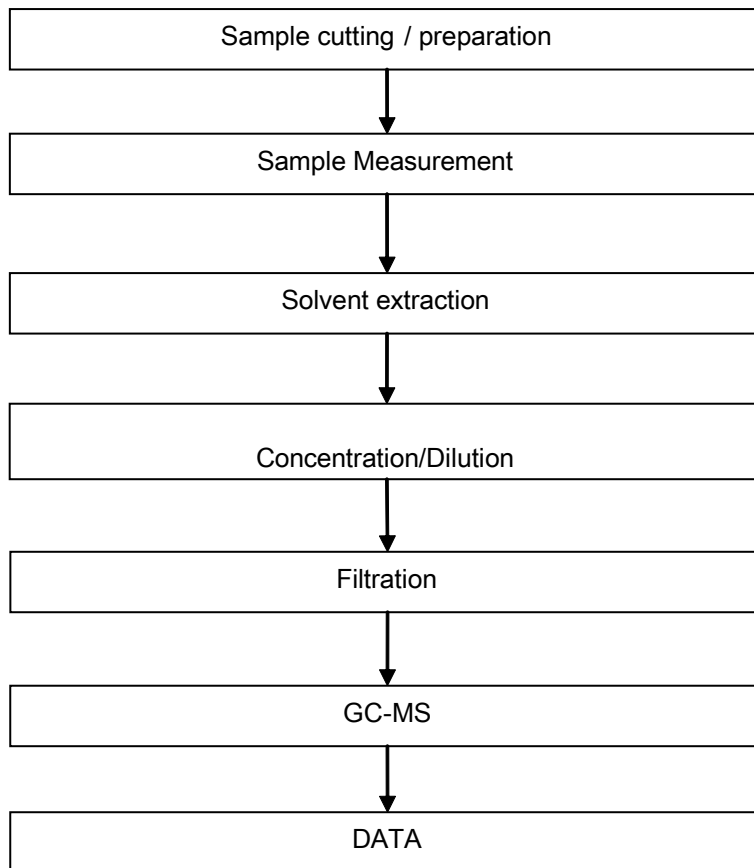 Sample cutting / preparation
Sample Measurement
Solvent extraction
Concentration/Dilution
Filtration
GC-MS
DATA